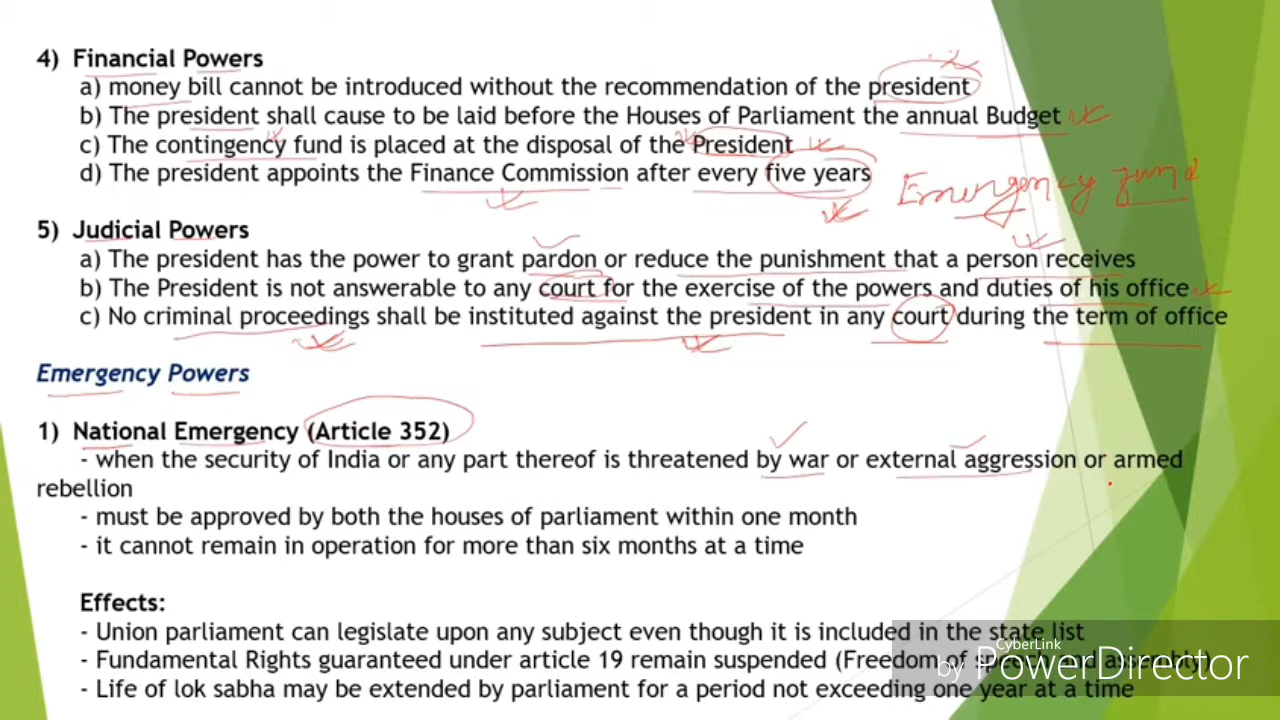 4) Financial Powers
a) money bill cannot be introduced without the recommendation of the president
b) The president shall cause to be laid before the Houses of Parliament the annual Budget
c) The contingency fund is placed at the disposal of the President
d) The president appoints the Finance Commission after every five years
Emergency fund
5) Judicial Powers
a) The president has the power to grant pardon or reduce the punishment that a person receives
b) The President is not answerable to any court for the exercise of the powers and duties of his office
c) No criminal proceedings shall be instituted against the president in any court during the term of office
Emergency Powers
1) National Emergency (Article 352)
- when the security of India or any part thereof is threatened by war or external aggression or armed
rebellion
- must be approved by both the houses of parliament within one month
- it cannot remain in operation for more than six months at a time
Effects:
- Union parliament can legislate upon any subject even though it is included in the state list
- Fundamental Rights guaranteed under article 19 remain suspended (Freedom of speech and assembly)
- Life of lok sabha may be extended by parliament for a period not exceeding one year at a time
CyberLink
by PowerDirector